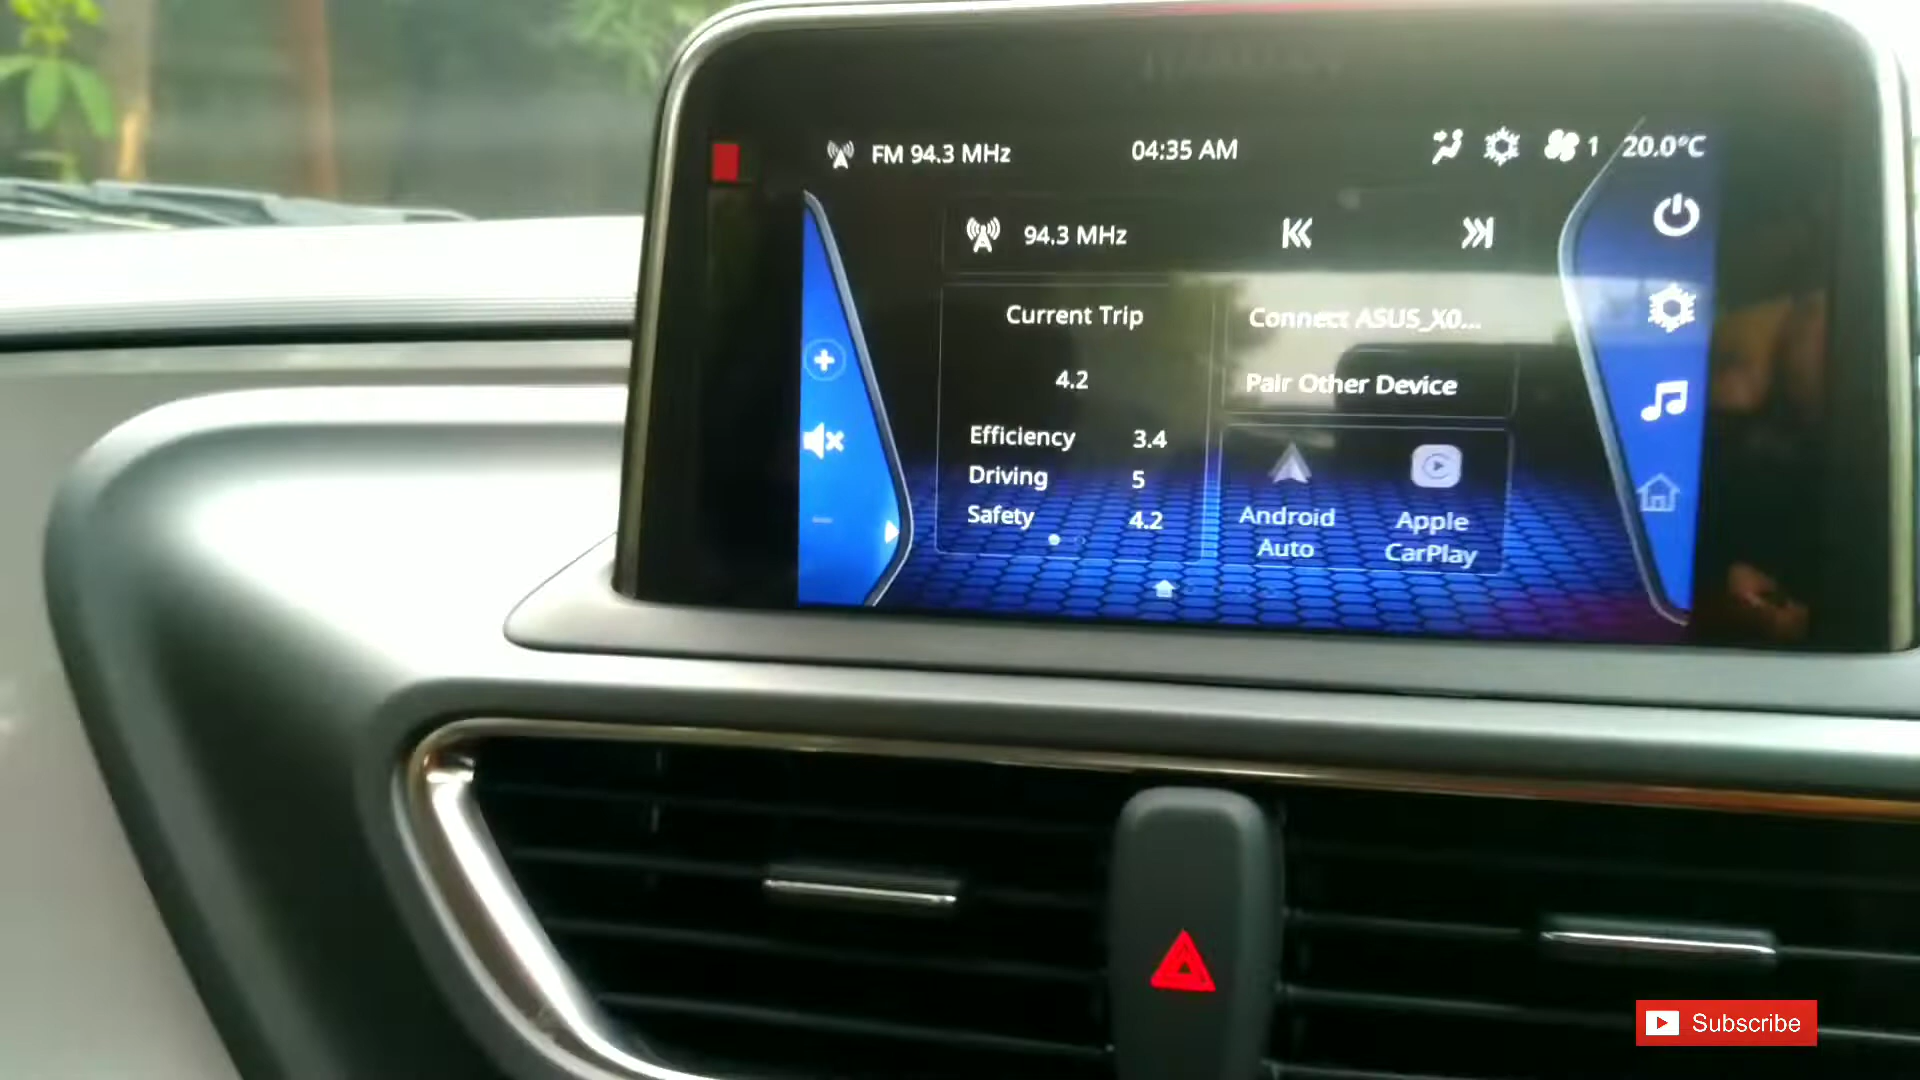 FM 94.3 MHz
04:35 AM
1
20.0°C
94.3 MHz
Current Trip
4.2
Efficiency 3.4
Driving 5
Safety 4.2
Connect ASUS_X0...
Pair Other Device
Android
Auto
Apple
CarPlay
Subscribe